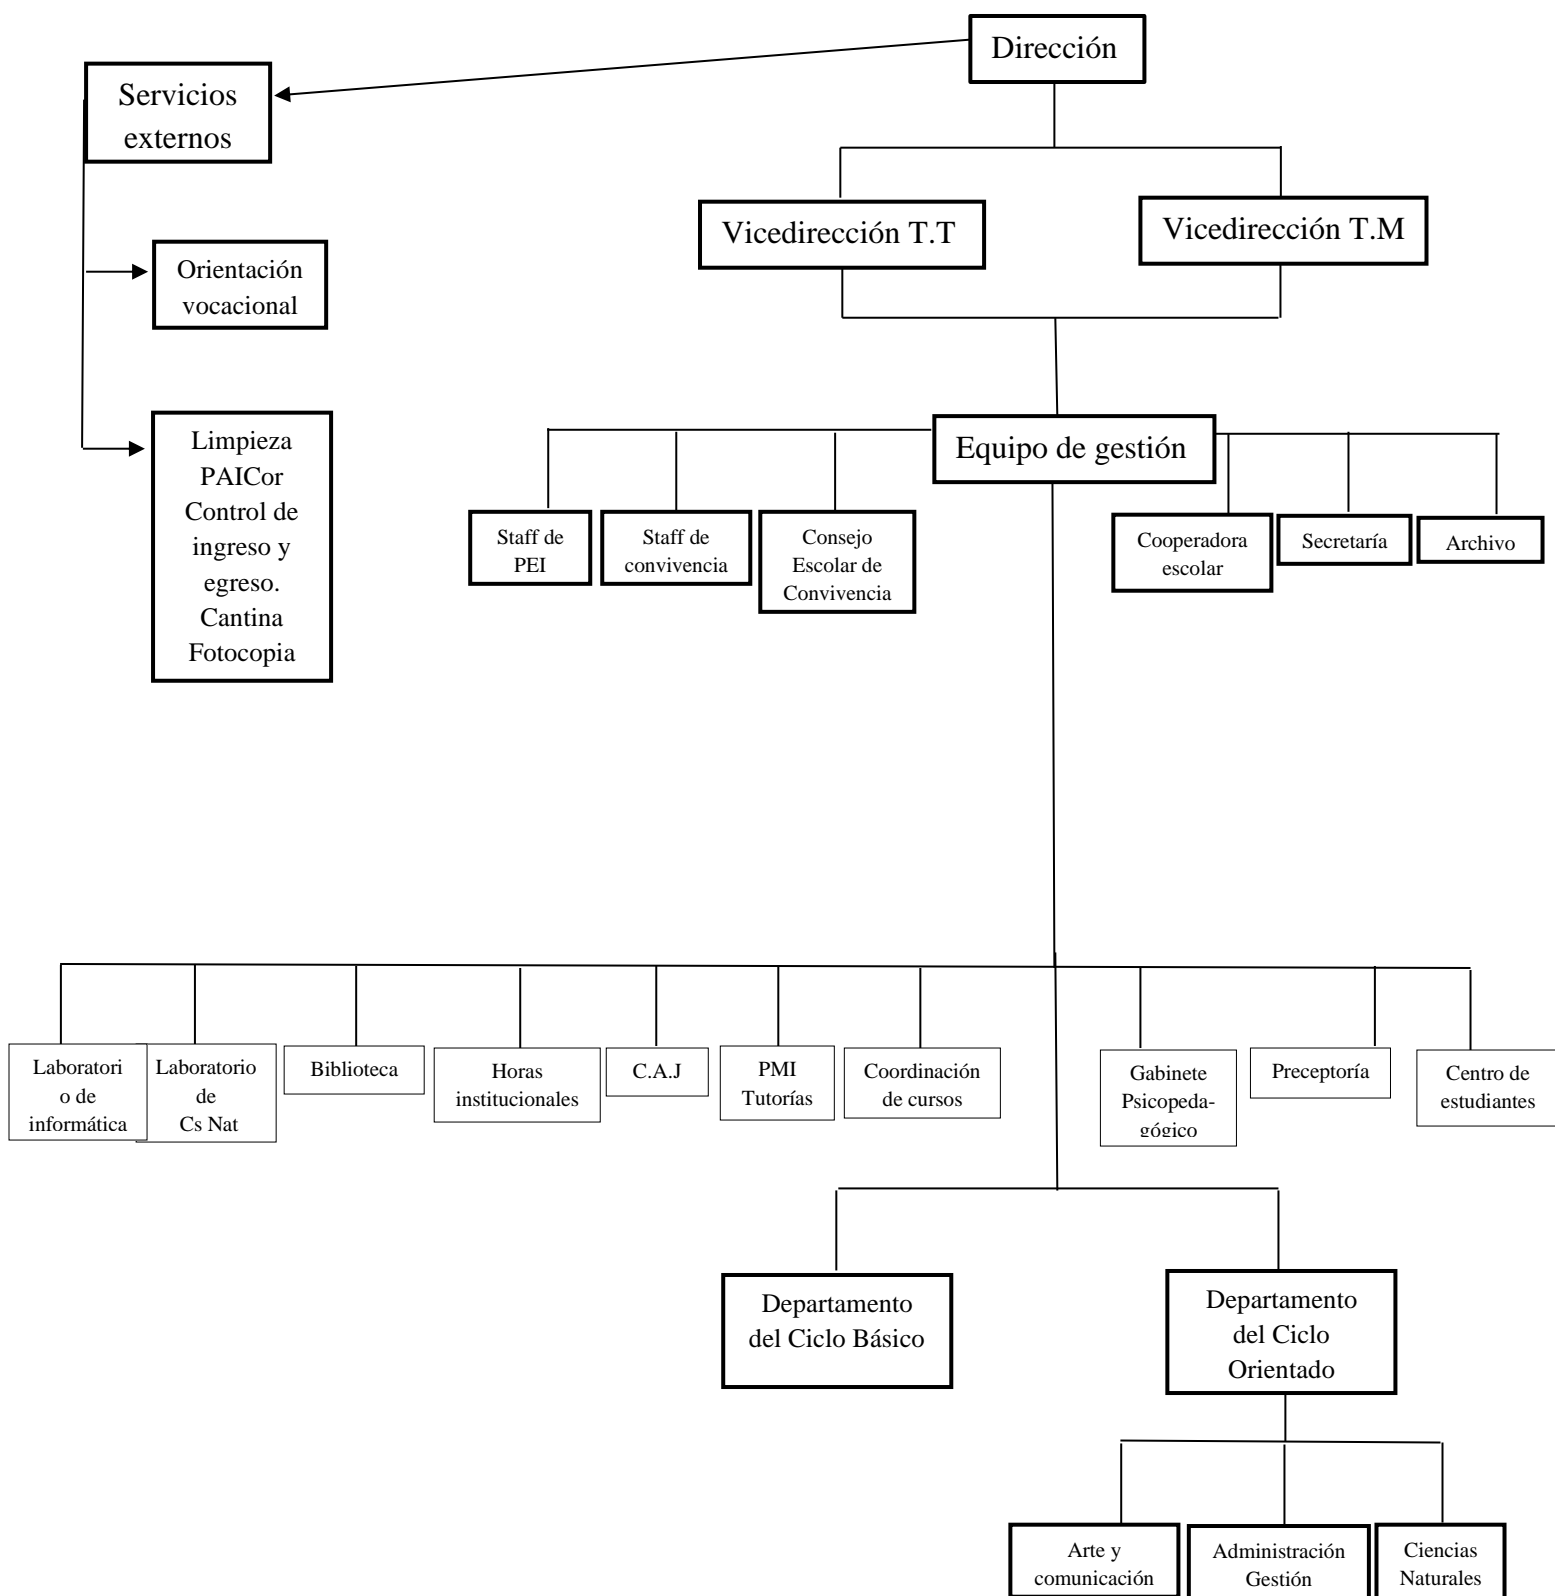 Dirección
Servicios
externos
Vicedirección T.T
Vicedirección T.M
Orientación
vocacional
Limpieza
PAICor
Control de
ingreso y
egreso.
Cantina
Fotocopia
Equipo de gestión
Staff de
PEI
Staff de
convivencia
Consejo
Escolar de
Convivencia
Cooperadora
escolar
Secretaría
Archivo
Laboratori
o de
informática
Laboratorio
de
Cs Nat
Biblioteca
Horas
institucionales
C.A.J
PMI
Tutorías
Coordinación
de cursos
Gabinete
Psicopeda-
gógico
Preceptoría
Centro de
estudiantes
Departamento
del Ciclo Básico
Departamento
del Ciclo
Orientado
Arte y
comunicación
Administración
Gestión
Ciencias
Naturales